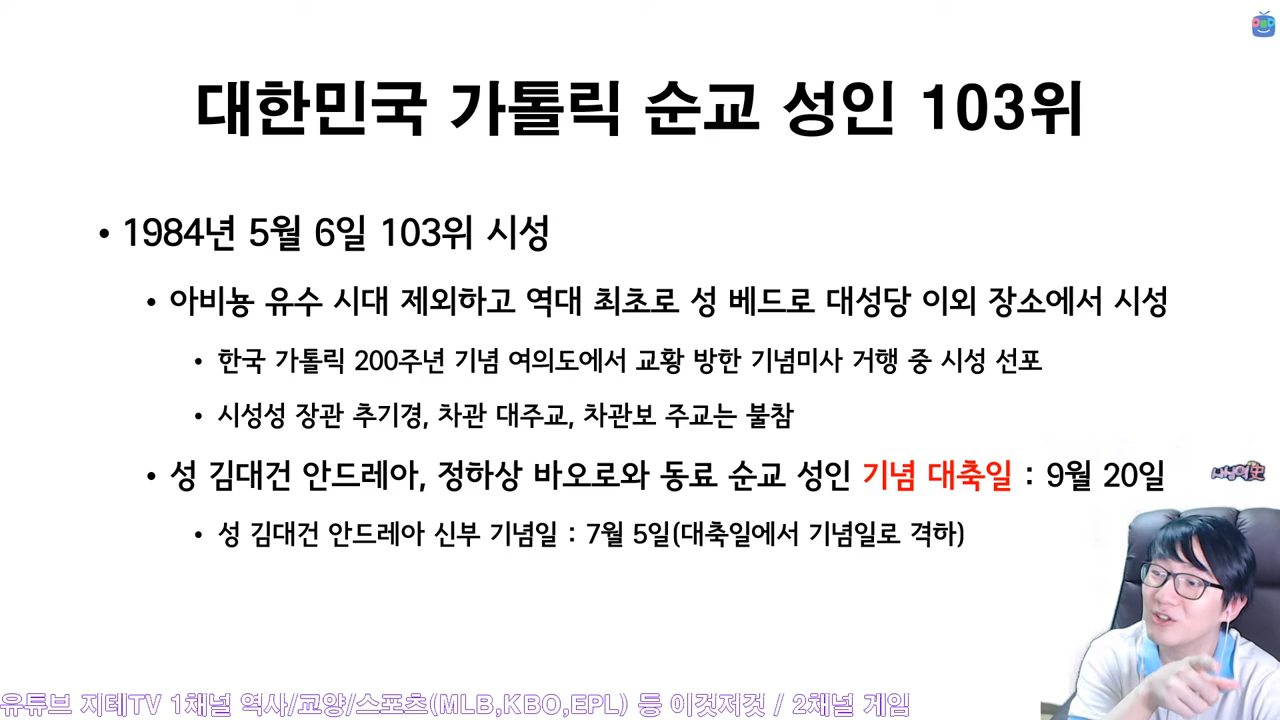 대한민국 가톨릭 순교 성인 103위
• 1984년 5월 6일 103위 시성
• 아비뇽 유수 시대 제외하고 역대 최초로 성 베드로 대성당 이외 장소에서 시성
• 한국 가톨릭 200주년 기념 여의도에서 교황 방한 기념미사 거행 중 시성 선포
• 시성성 장관 추기경, 차관 대주교, 차관보 주교는 불참
• 성 김대건 안드레아, 정하상 바오로와 동료 순교 성인 기념 대축일 : 9월 20일
• 성 김대건 안드레아 신부 기념일 : 7월 5일(대축일에서 기념일로 격하)
유튜브 지테TV 1채널 역사/교양/스포츠(MLB,KBO,EPL) 등 이것저것 / 2채널 게임